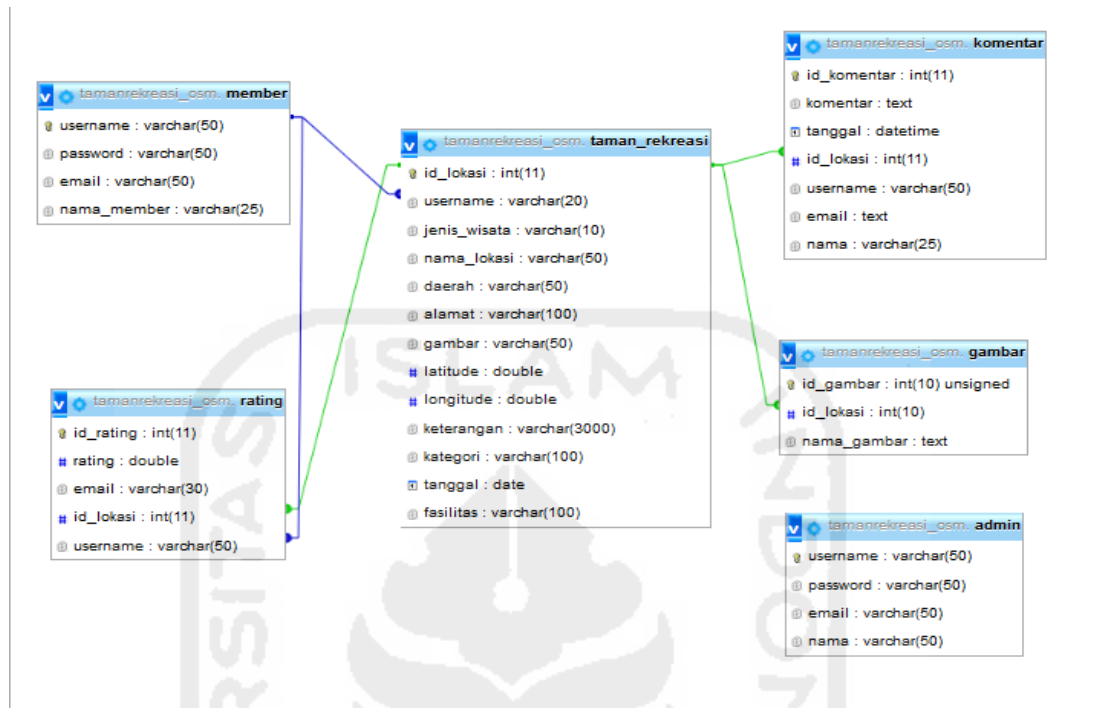 tamanrekreasi_osm. member
username : varchar(50)
password : varchar(50)
email : varchar(50)
nama_member : varchar(25)
tamanrekreasi_osm. rating
id_rating : int(11)
rating : double
email : varchar(30)
id_lokasi : int(11)
username : varchar(50)
tamanrekreasi_osm. taman_rekreasi
id_lokasi : int(11)
username : varchar(20)
jenis_wisata : varchar(10)
nama_lokasi : varchar(50)
daerah : varchar(50)
alamat : varchar(100)
gambar : varchar(50)
latitude : double
longitude : double
keterangan : varchar(3000)
kategori : varchar(100)
tanggal : date
fasilitas : varchar(100)
tamanrekreasi_osm. komentar
id_komentar : int(11)
komentar : text
tanggal : datetime
id_lokasi : int(11)
username : varchar(50)
email : text
nama : varchar(25)
tamanrekreasi_osm. gambar
id_gambar : int(10) unsigned
id_lokasi : int(10)
nama_gambar : text
tamanrekreasi_osm. admin
username : varchar(50)
password : varchar(50)
email : varchar(50)
nama : varchar(50)
ISLAM